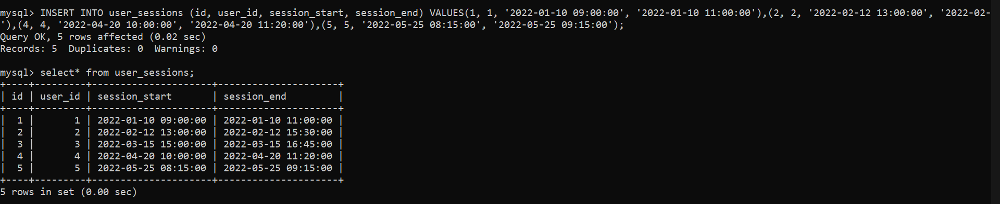 mysql> INSERT INTO user_sessions (id, user_id, session_start, session_end) VALUES(1, 1, '2022-01-10 09:00:00', '2022-01-10 11:00:00'),(2, 2, '2022-02-12 13:00:00', '2022-02-
'),(4, 4, '2022-04-20 10:00:00', '2022-04-20 11:20:00'),(5, 5, '2022-05-25 08:15:00', '2022-05-25 09:15:00');
Query OK, 5 rows affected (0.02 sec)
Records: 5  Duplicates: 0  Warnings: 0
mysql> select* from user_sessions;
+----+---------+---------------------+---------------------+
| id | user_id | session_start       | session_end         |
+----+---------+---------------------+---------------------+
|  1 |       1 | 2022-01-10 09:00:00 | 2022-01-10 11:00:00 |
|  2 |       2 | 2022-02-12 13:00:00 | 2022-02-12 15:30:00 |
|  3 |       3 | 2022-03-15 15:00:00 | 2022-03-15 16:45:00 |
|  4 |       4 | 2022-04-20 10:00:00 | 2022-04-20 11:20:00 |
|  5 |       5 | 2022-05-25 08:15:00 | 2022-05-25 09:15:00 |
+----+---------+---------------------+---------------------+
5 rows in set (0.00 sec)